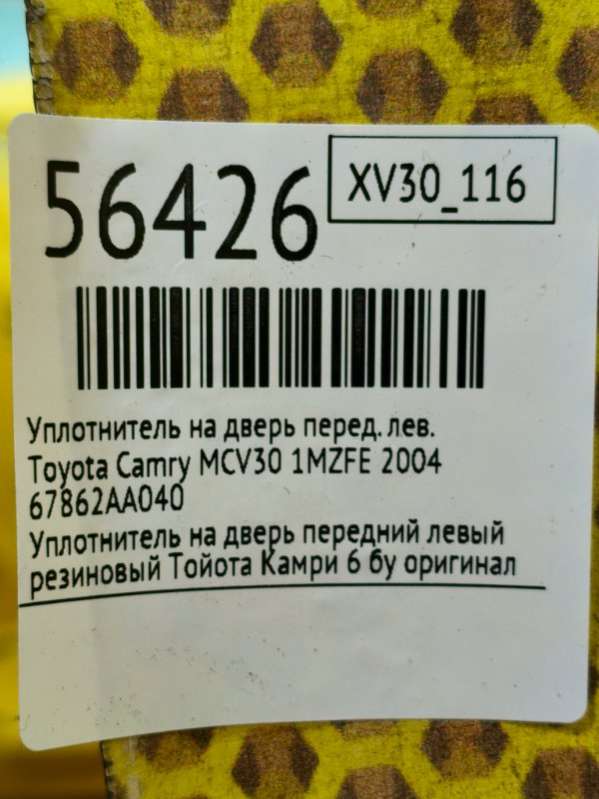 56426
XV30_116
Уплотнитель на дверь перед. лев.
Toyota Camry MCV30 1MZFE 2004
67862AA040
Уплотнитель на дверь передний левый
резиновый Тойота Камри 6 бу оригинал